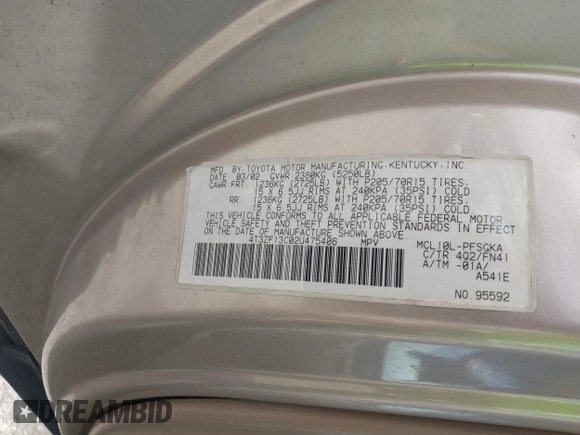 MFD. BY TOYOTA MOTOR MANUFACTURING, KENTUCKY, INC
DATE 03/02 GVWR 2380KG (5250LB)
GAWR-FRT 1236KG (2725LB) WITH P205/70R15 TIRES,
15 X 6.5JJ RIMS AT 240KPA (35PSI) COLD
RR 1236KG (2725LB) WITH P205/70R15 TIRES,
15 X 6.5JJ RIMS AT 240KPA (35PSI) COLD
THIS VEHICLE CONFORMS TO ALL APPLICABLE FEDERAL MOTOR
VEHICLE SAFETY AND THEFT PREVENTION STANDARDS IN EFFECT
ON THE DATE OF MANUFACTURE SHOWN ABOVE.
4T3ZF13C02U475406 MPV
MCL10L-PFSGKA
C/TR 4Q2/FN41
A/TM -01A/
A541E
NO.95592
DREAMBID